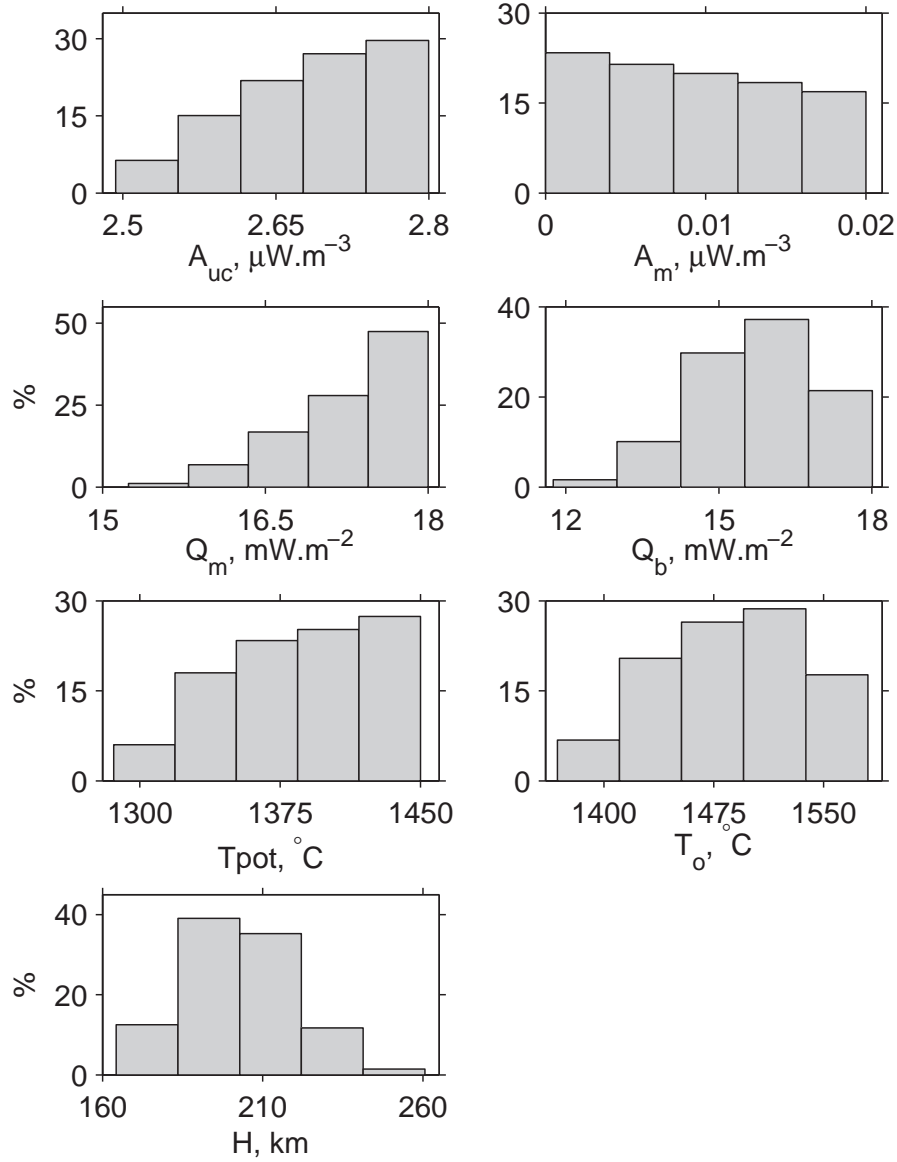 30
15
0
2.5 2.65 2.8
A_uc, μW.m⁻³
30
15
0
0 0.01 0.02
A_m, μW.m⁻³
%
50
25
0
15 16.5 18
Q_m, mW.m⁻²
40
20
0
12 15 18
Q_b, mW.m⁻²
%
30
15
0
1300 1375 1450
Tpot, °C
30
15
0
1400 1475 1550
T_o, °C
%
40
20
0
160 210 260
H, km